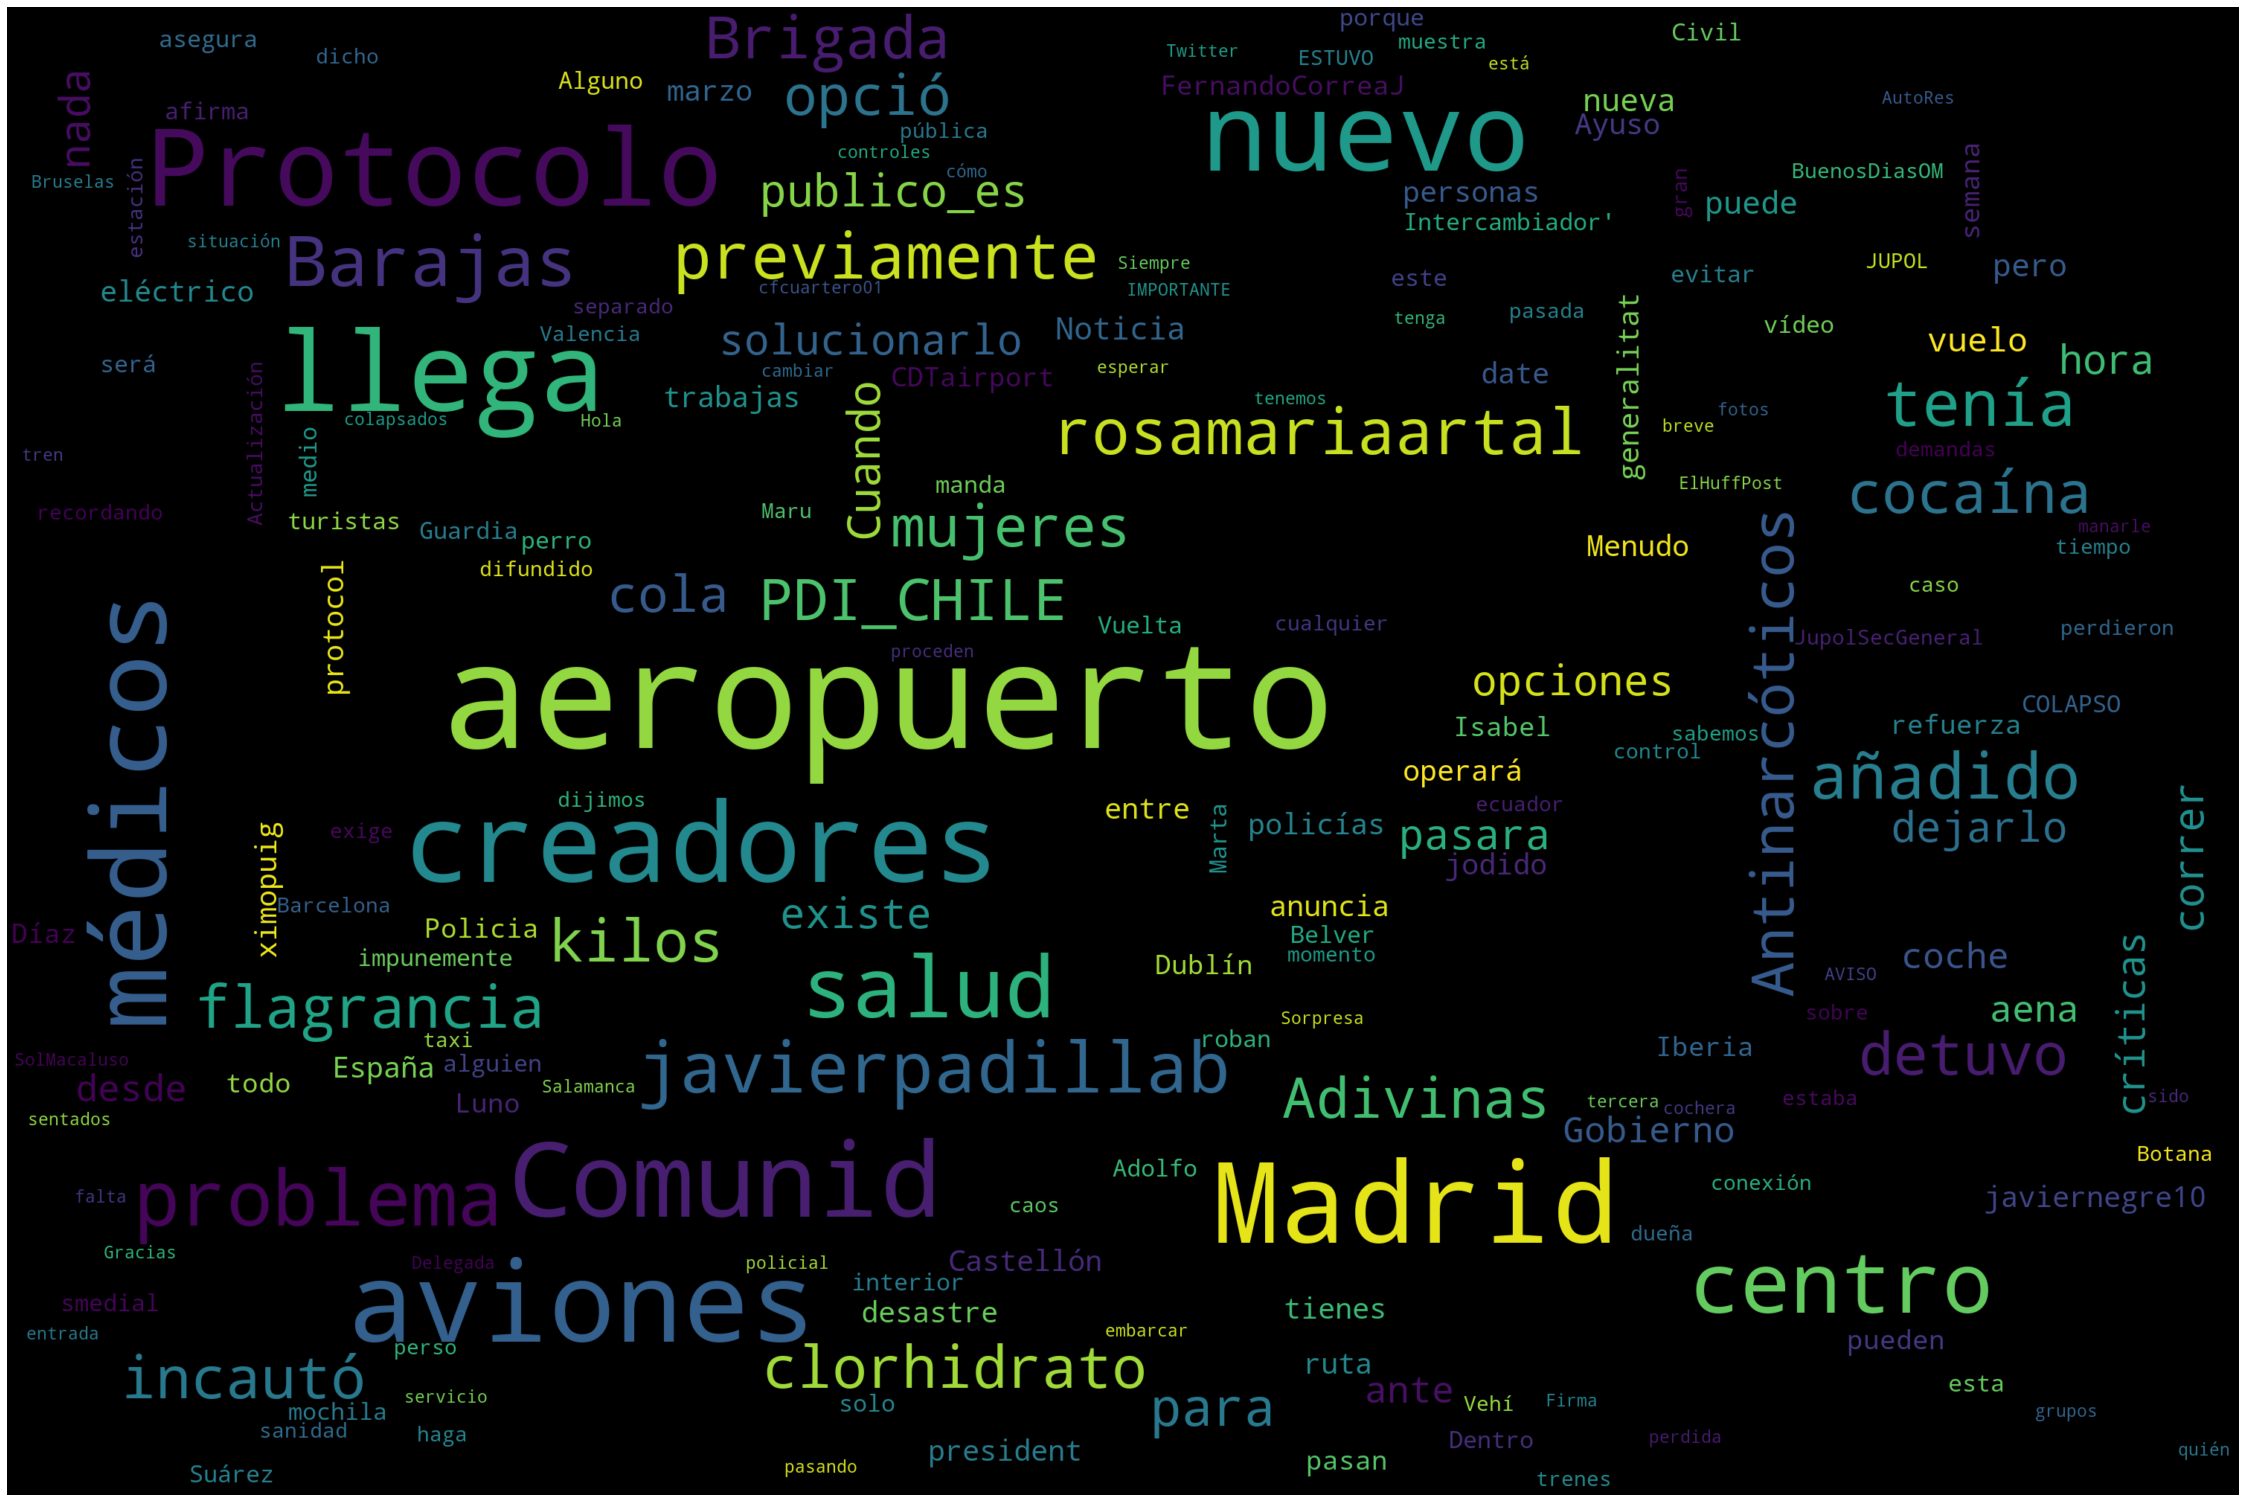 asegura
dicho
Brigada
porque
Twitter
muestra
ESTUVO
está
Civil
nada
Alguno
marzo
opció
FernandoCorreaJ
nueva
AutoRes
afirma
Protocolo
pública
controles
cómo
nuevo
Ayuso
Bruselas
estación
publico_es
personas
Intercambiador'
gran
puede
BuenosDiasOM
semana
situación
Barajas
previamente
Siempre
este
evitar
JUPOL
pero
eléctrico
separado
cfcuartero01
IMPORTANTE
tenga
pasada
generalitat
vídeo
vuelo
hora
será
llega
Valencia
solucionarlo
Noticia
cambiar
CDTairport
esperar
date
Actualización
colapsados
Hola
trabajas
Cuando
tenemos
rosamariaartal
breve
fotos
tenía
demandas
tren
medio
recordando
turistas
Guardia
perro
difundido
Maru
manda
mujeres
ElHuffPost
cocaína
manarle
tiempo
Menudo
Antinarcóticos
caso
médicos
protocol
cola
PDI_CHILE
Vuelta
cualquier
JupolSecGeneral
perdieron
proceden
aeropuerto
opciones
Isabel
sabemos
control
COLAPSO
refuerza
operará
añadido
dijimos
creadores
entre
Marta
policías
ecuador
pasara
jodido
dejarlo
correr
exige
ximopuig
Barcelona
Díaz
Policia
impunemente
kilos
existe
anuncia
Belver
momento
Dublín
coche
AVISO
críticas
flagrancia
salud
Sorpresa
sobre
aena
taxi
SolMacaluso
desde
todo
España
alguien
Salamanca
javierpadillab
roban
Iberia
detuvo
Luno
sentados
Adivinas
tercera
cochera
estaba
sido
Gobierno
Comunid
Adolfo
Madrid
Botana
problema
falta
caos
conexión
javiernegre10
dueña
Gracias
Delegada
policial
Castellón
smedial
aviones
interior
desastre
tienes
centro
entrada
perso
embarcar
pueden
incautó
clorhidrato
ruta
ante
esta
servicio
mochila
solo
para
Vehí
Firma
grupos
sanidad
haga
president
Dentro
perdida
quién
Suárez
pasando
pasan
trenes